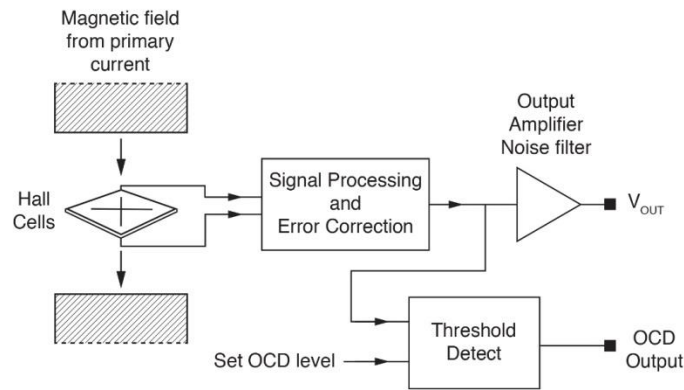 Magnetic field
from primary
current
Output
Amplifier
Noise filter
Hall
Cells
Signal Processing
and
Error Correction
VOUT
Set OCD level
Threshold
Detect
OCD
Output